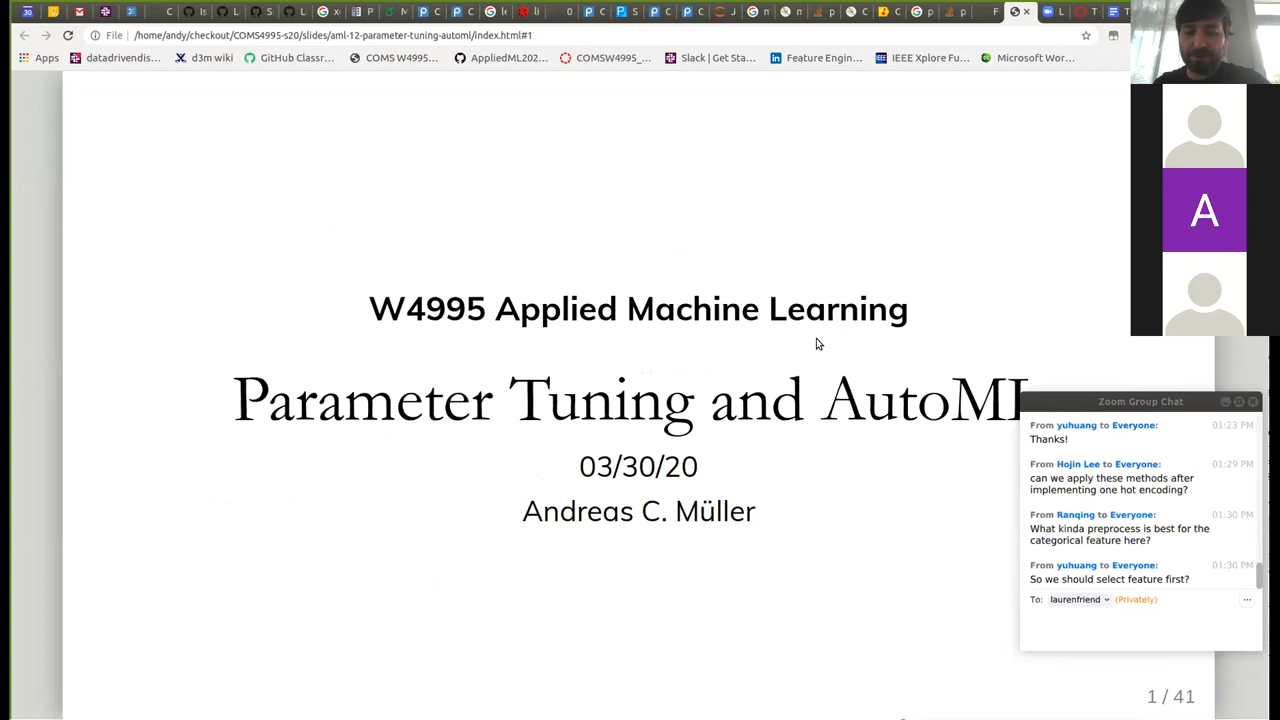 File | /home/andy/checkout/COMS4995-s20/slides/aml-12-parameter-tuning-automl/index.html#1
Apps datadrivendis... d3m wiki GitHub Classr... COMS W4995... AppliedML202... COMSW4995_... Slack | Get Sta... Feature Engin... IEEE Xplore Fu... Microsoft Wor...
A
W4995 Applied Machine Learning
Parameter Tuning and AutoML
03/30/20
Andreas C. Müller
Zoom Group Chat
From yuhuang to Everyone: 01:23 PM
Thanks!
From Hojin Lee to Everyone: 01:29 PM
can we apply these methods after
implementing one hot encoding?
From Ranqing to Everyone: 01:30 PM
What kinda preprocess is best for the
categorical feature here?
From yuhuang to Everyone: 01:30 PM
So we should select feature first?
To: laurenfriend (Privately) ...
1 / 41